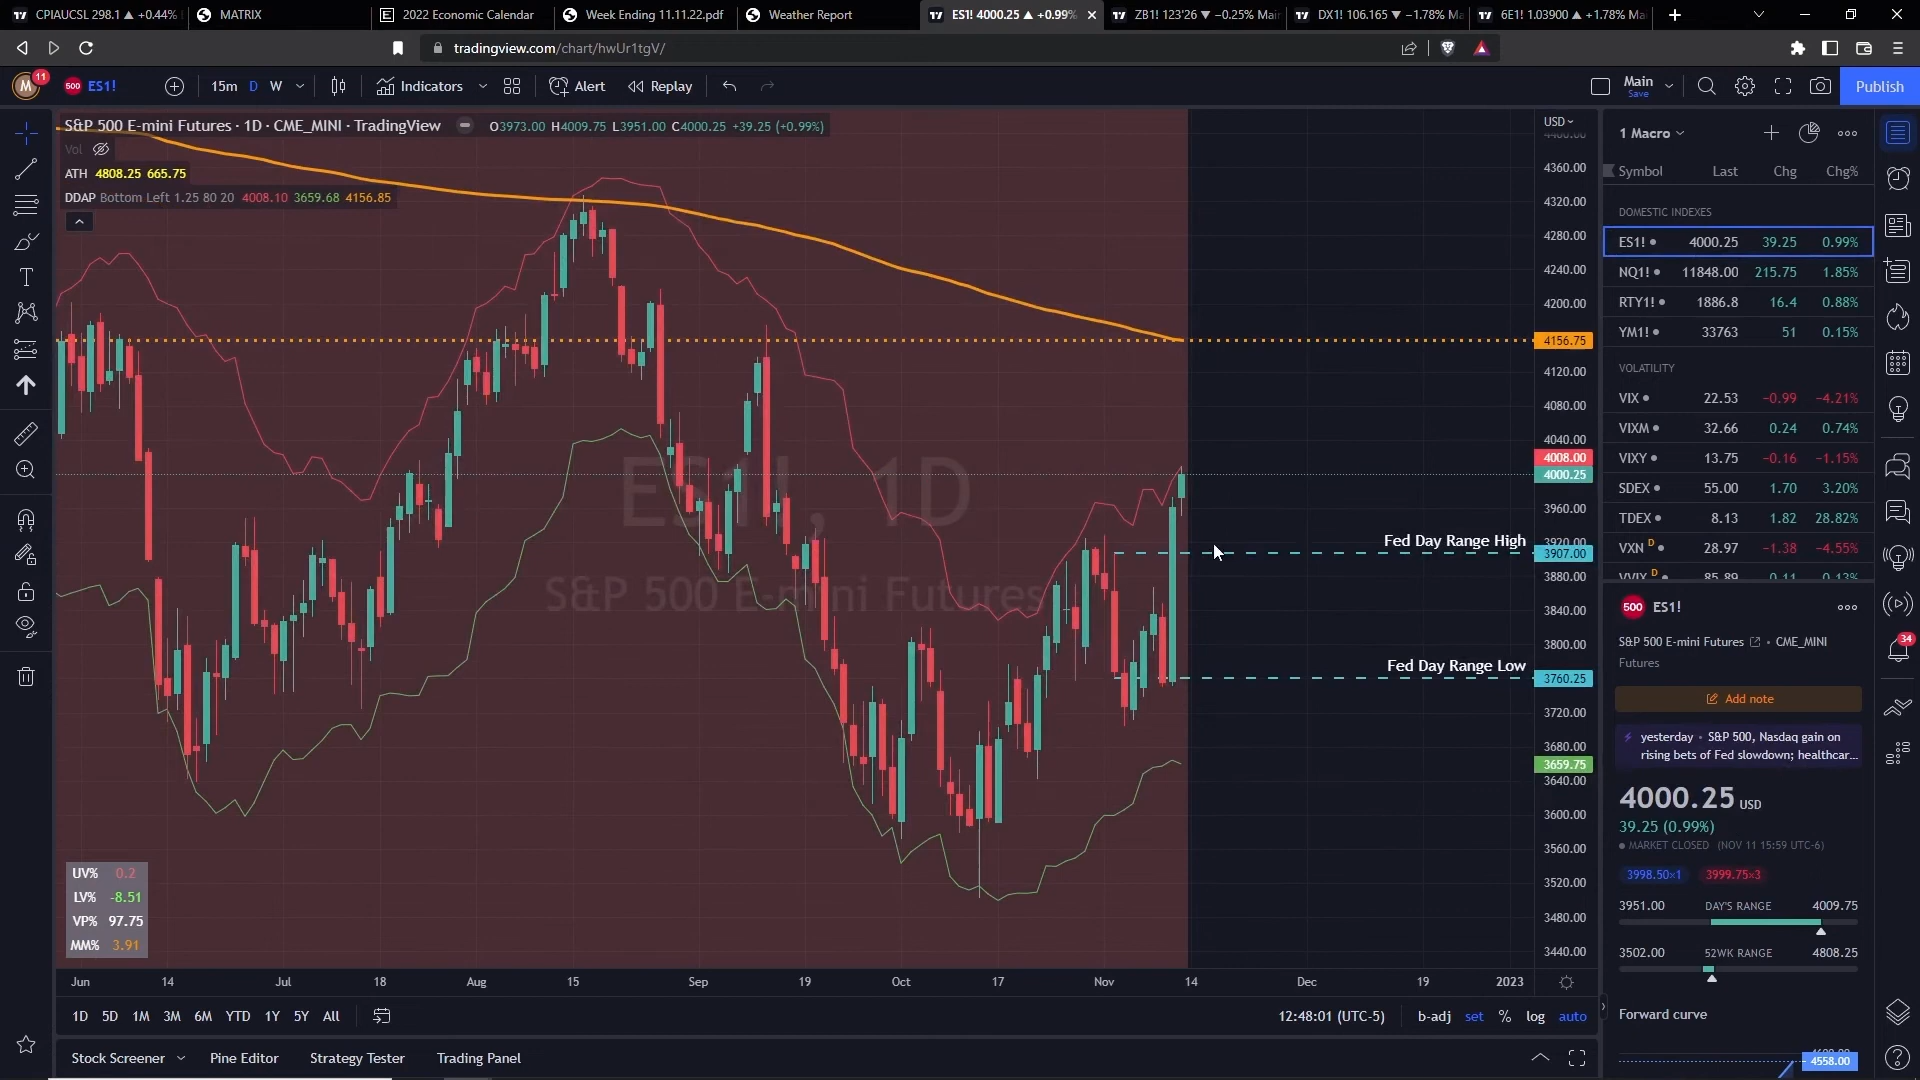 CPIAUCSL 298.1 ▲ +0.44%
MATRIX
2022 Economic Calendar
Week Ending 11.11.22.pdf
Weather Report
ES1! 4000.25 ▲ +0.99%
ZB1! 123'26 ▼ −0.25% Mai
DX1! 106.165 ▼ −1.78% Ma
6E1! 1.03900 ▲ +1.78% Ma
tradingview.com/chart/hwUr1tgV/
M 11
500 ES1!
15m D W
Indicators
Alert
Replay
Main
Save
Publish
S&P 500 E-mini Futures · 1D · CME_MINI · TradingView
O3973.00 H4009.75 L3951.00 C4000.25 +39.25 (+0.99%)
Vol
ATH 4808.25 665.75
DDAP Bottom Left 1.25 80 20 4008.10 3659.68 4156.85
ES1!, 1D
S&P 500 E-mini Futures
Fed Day Range High
Fed Day Range Low
UV% 0.2
LV% -8.51
VP% 97.75
MM% 3.91
USD
4360.00
4320.00
4280.00
4240.00
4200.00
4156.75
4120.00
4080.00
4040.00
4008.00
4000.25
3960.00
3920.00
3907.00
3880.00
3840.00
3800.00
3760.25
3720.00
3680.00
3659.75
3640.00
3600.00
3560.00
3520.00
3480.00
3440.00
Jun 14 Jul 18 Aug 15 Sep 19 Oct 17 Nov 14 Dec 19 2023
1D 5D 1M 3M 6M YTD 1Y 5Y All
12:48:01 (UTC-5)
b-adj set % log auto
Stock Screener
Pine Editor
Strategy Tester
Trading Panel
1 Macro
Symbol Last Chg Chg%
DOMESTIC INDEXES
ES1! 4000.25 39.25 0.99%
NQ1! 11848.00 215.75 1.85%
RTY1! 1886.8 16.4 0.88%
YM1! 33763 51 0.15%
VOLATILITY
VIX 22.53 −0.99 −4.21%
VIXM 32.66 0.24 0.74%
VIXY 13.75 −0.16 −1.15%
SDEX 55.00 1.70 3.20%
TDEX 8.13 1.82 28.82%
VXN D 28.97 −1.38 −4.55%
VVIX D 85.89 0.11 0.13%
500 ES1!
S&P 500 E-mini Futures • CME_MINI
Futures
Add note
yesterday • S&P 500, Nasdaq gain on
rising bets of Fed slowdown; healthcar...
4000.25 USD
39.25 (0.99%)
MARKET CLOSED (NOV 11 15:59 UTC-6)
3998.50×1 3999.75×3
3951.00 DAY'S RANGE 4009.75
3502.00 52WK RANGE 4808.25
Forward curve
4558.00
34